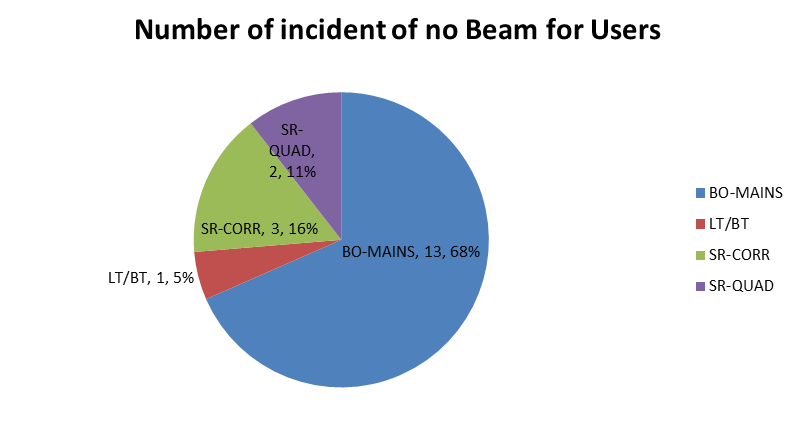 Number of incident of no Beam for Users
SR-
QUAD,
2, 11%
SR-CORR, 3, 16%
BO-MAINS, 13, 68%
LT/BT, 1, 5%
BO-MAINS
LT/BT
SR-CORR
SR-QUAD